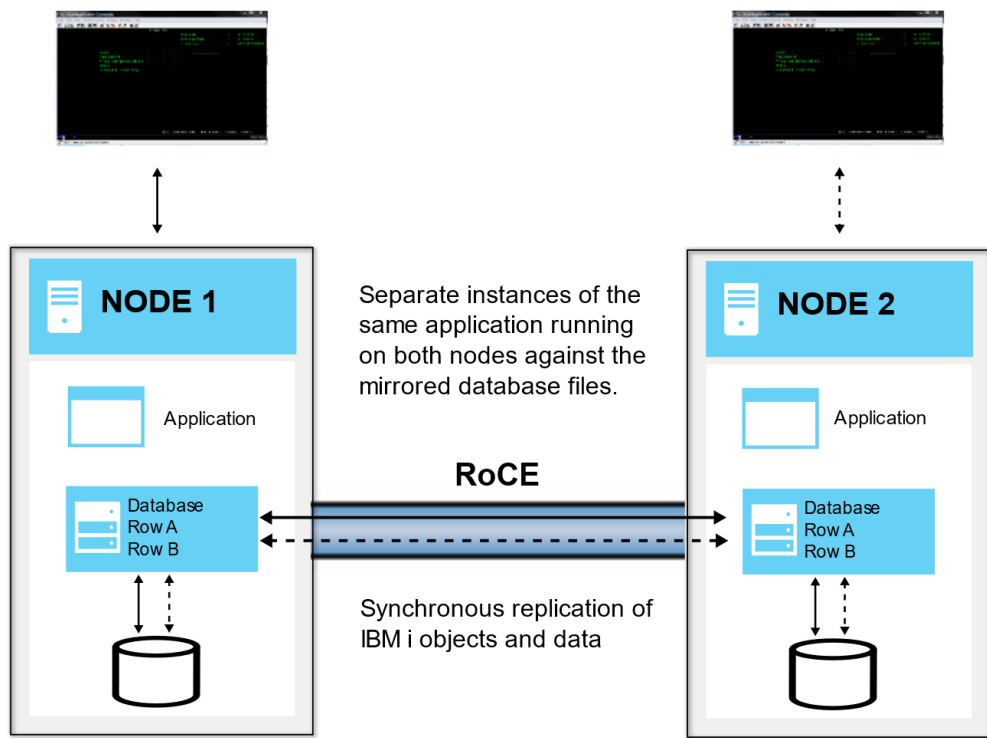 NODE 1
Application
Database
Row A
Row B
Separate instances of the
same application running
on both nodes against the
mirrored database files.
RoCE
Synchronous replication of
IBM i objects and data
NODE 2
Application
Database
Row A
Row B